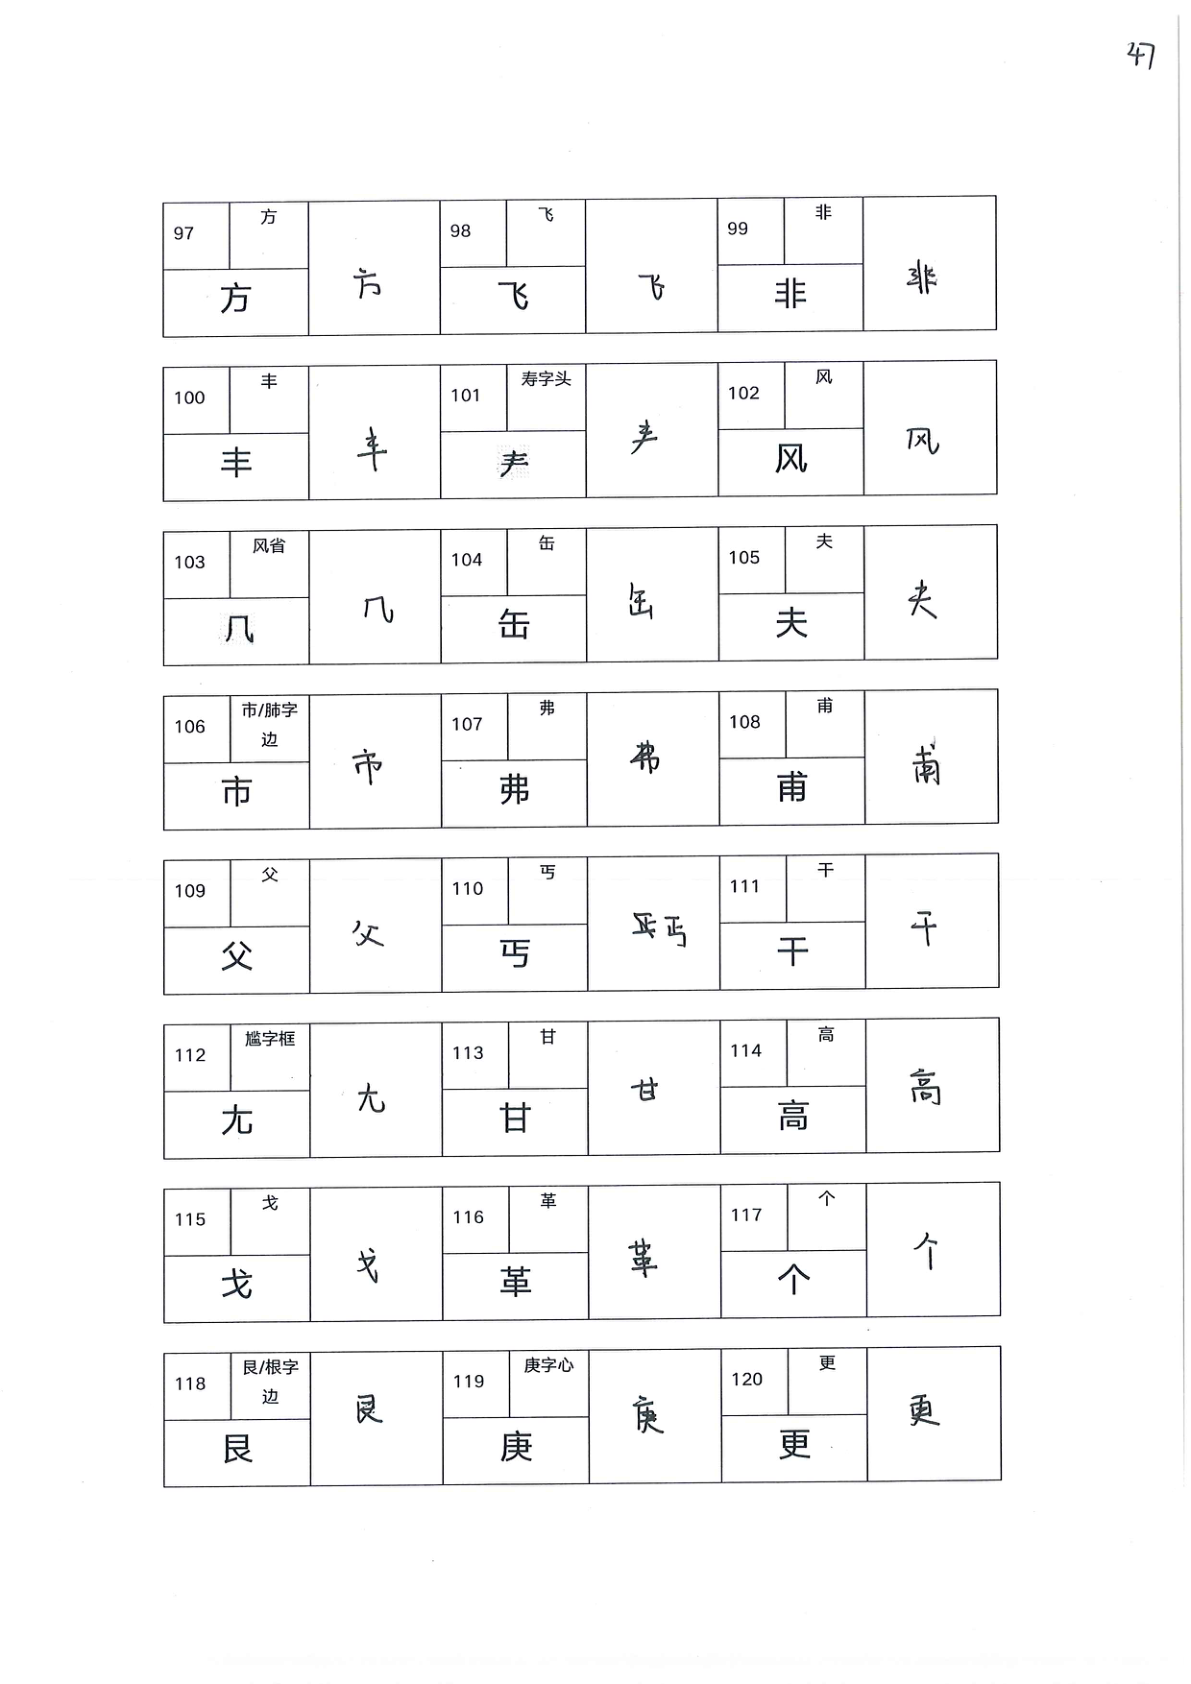 47
97 方 方 方 98 飞 飞 飞 99 非 非 非
100 丰 丰 丰 101 寿字头 龵 102 风 风 风
103 风省 𠘨 𠘨 104 缶 缶 缶 105 夫 夫 夫
106 市/肺字边 市 市 107 弗 弗 弗 108 甫 甫 甫
109 父 父 父 110 丐 丐 丐 111 干 干 干
112 尴字框 尢 尢 113 甘 甘 甘 114 高 高 高
115 戈 戈 戈 116 革 革 革 117 个 个 个
118 艮/根字边 艮 艮 119 庚字心 庚 庚 120 更 更 更